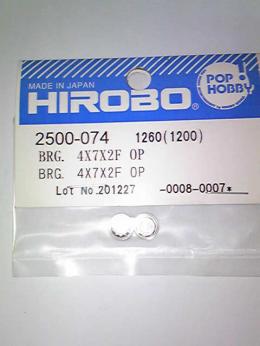 POP
HOBBY!
MADE IN JAPAN
HIROBO®
2500-074 1260(1200)
BRG. 4X7X2F OP
BRG. 4X7X2F OP
Lot No.201227 -0008-0007*